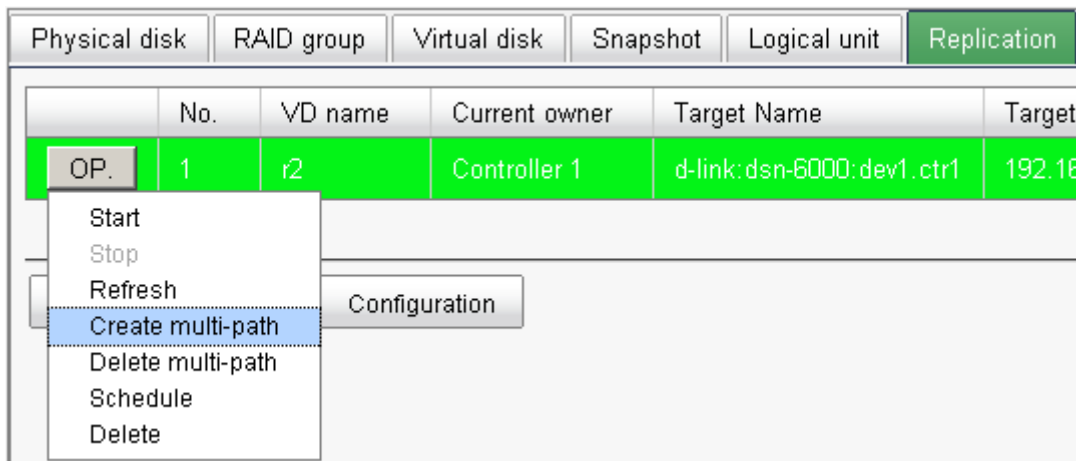 Physical disk RAID group Virtual disk Snapshot Logical unit Replication
No. VD name Current owner Target Name Target
OP. 1 r2 Controller 1 d-link:dsn-6000:dev1.ctr1 192.16
Start
Stop
Refresh
Configuration
Create multi-path
Delete multi-path
Schedule
Delete